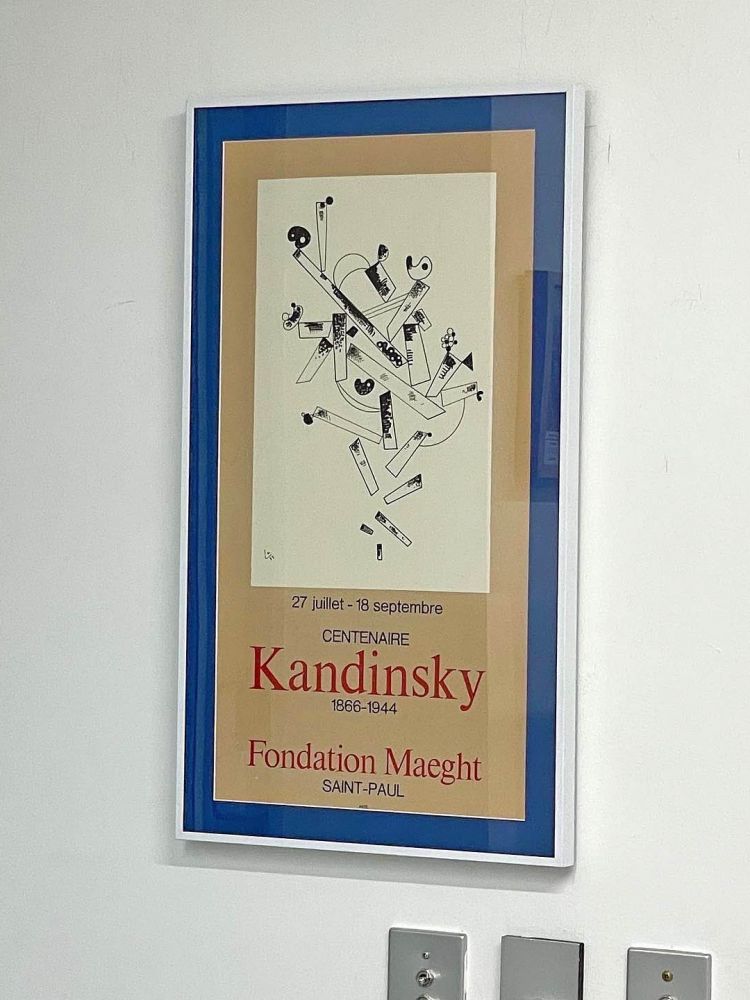 27 juillet - 18 septembre
CENTENAIRE
Kandinsky
1866-1944
Fondation Maeght
SAINT-PAUL